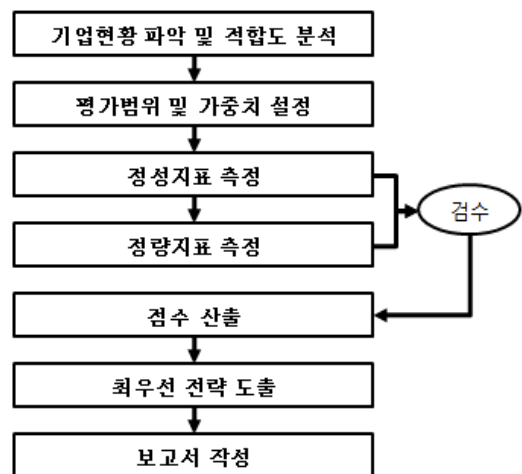 기업현황 파악 및 적합도 분석
평가범위 및 가중치 설정
정성지표 측정
정량지표 측정
검수
점수 산출
최우선 전략 도출
보고서 작성